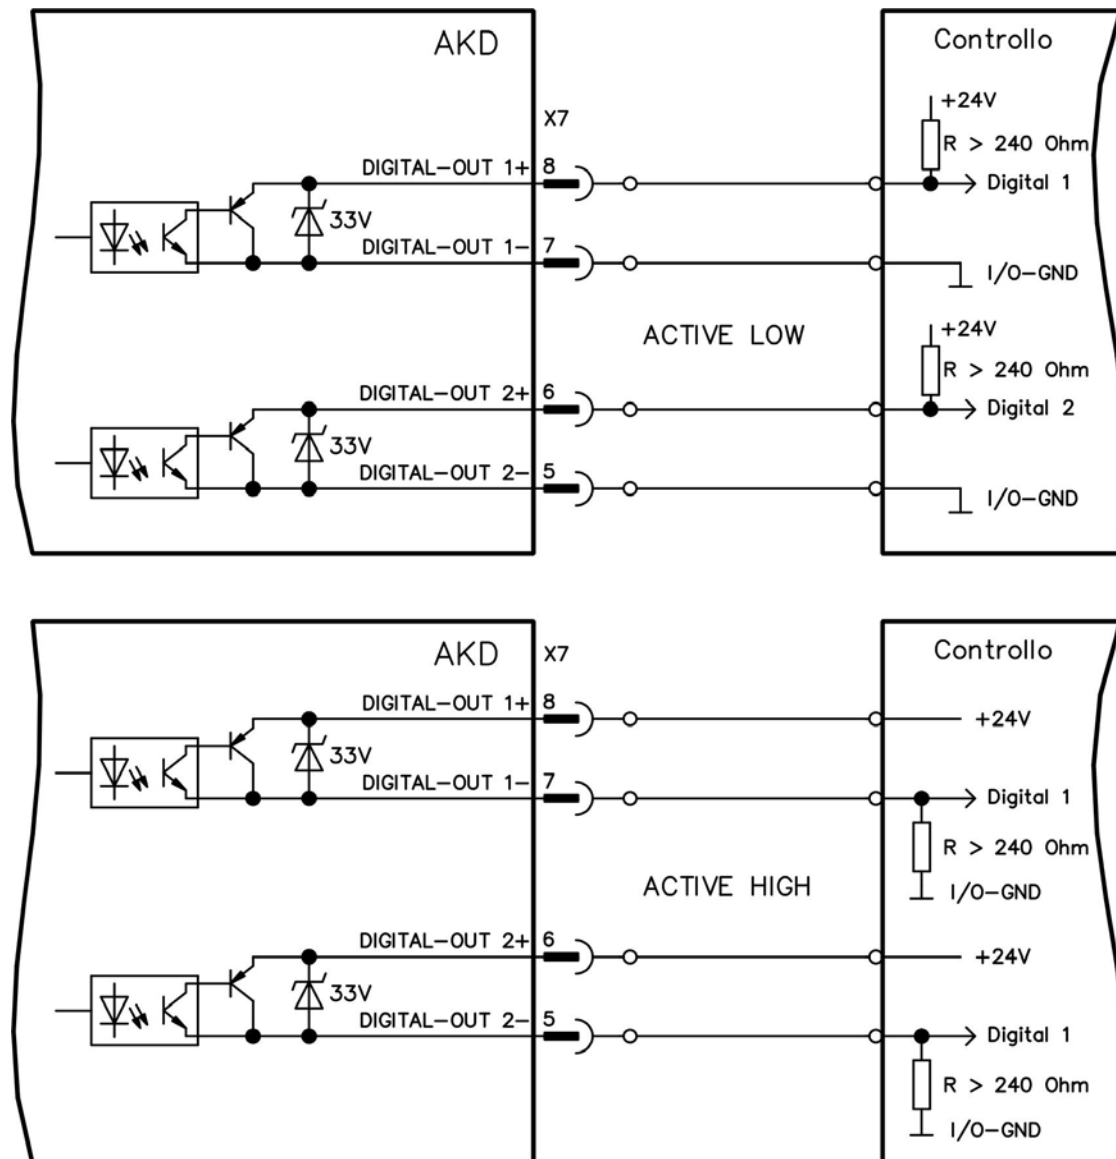 AKD
Controllo
+24V
X7
R > 240 Ohm
DIGITAL-OUT 1+
8
Digital 1
33V
DIGITAL-OUT 1-
7
I/O-GND
ACTIVE LOW
+24V
R > 240 Ohm
DIGITAL-OUT 2+
6
Digital 2
33V
DIGITAL-OUT 2-
5
I/O-GND
AKD
X7
Controllo
DIGITAL-OUT 1+
8
+24V
33V
DIGITAL-OUT 1-
7
Digital 1
R > 240 Ohm
ACTIVE HIGH
I/O-GND
DIGITAL-OUT 2+
6
+24V
33V
DIGITAL-OUT 2-
5
Digital 1
R > 240 Ohm
I/O-GND